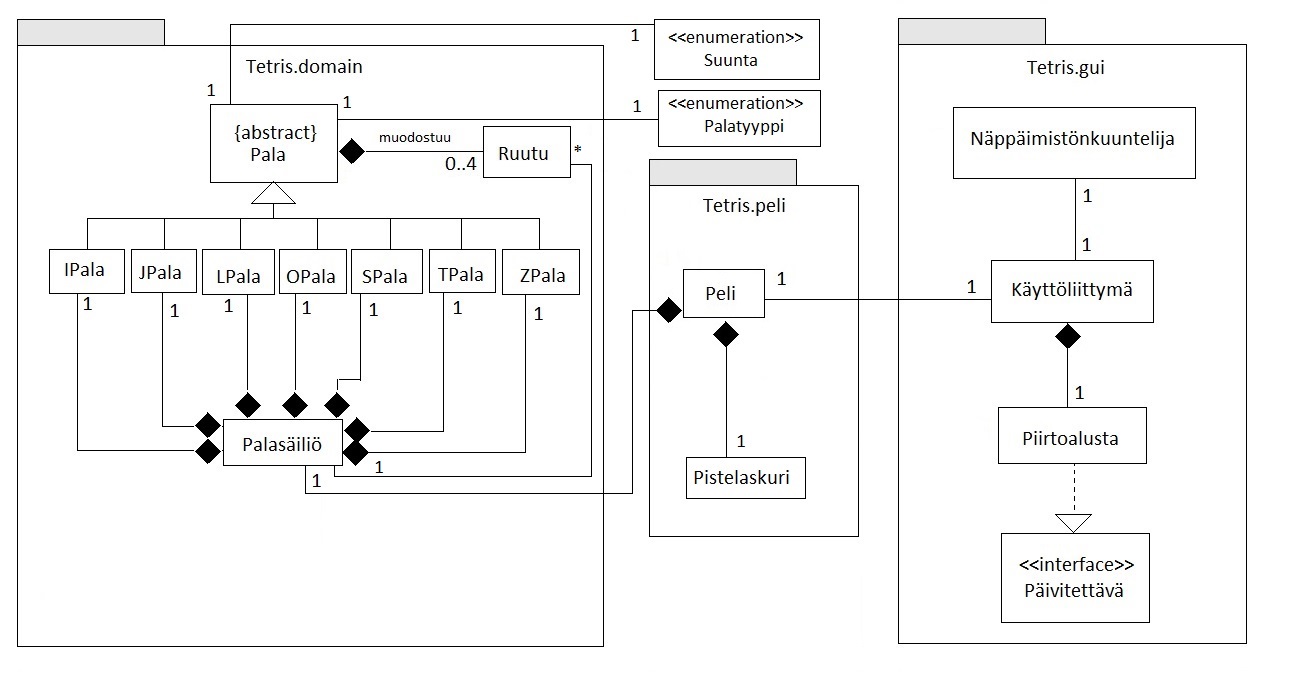 Tetris.domain
1
<<enumeration>>
Suunta
1
1
1
<<enumeration>>
Palatyyppi
{abstract}
Pala
muodostuu
0..4
Ruutu
*
IPala
JPala
LPala
OPala
SPala
TPala
ZPala
1
1
1
1
1
1
1
Palasäiliö
1
1
Tetris.peli
Peli
1
1
Pistelaskuri
Tetris.gui
Näppäimistönkuuntelija
1
1
1
Käyttöliittymä
1
Piirtoalusta
<<interface>>
Päivitettävä